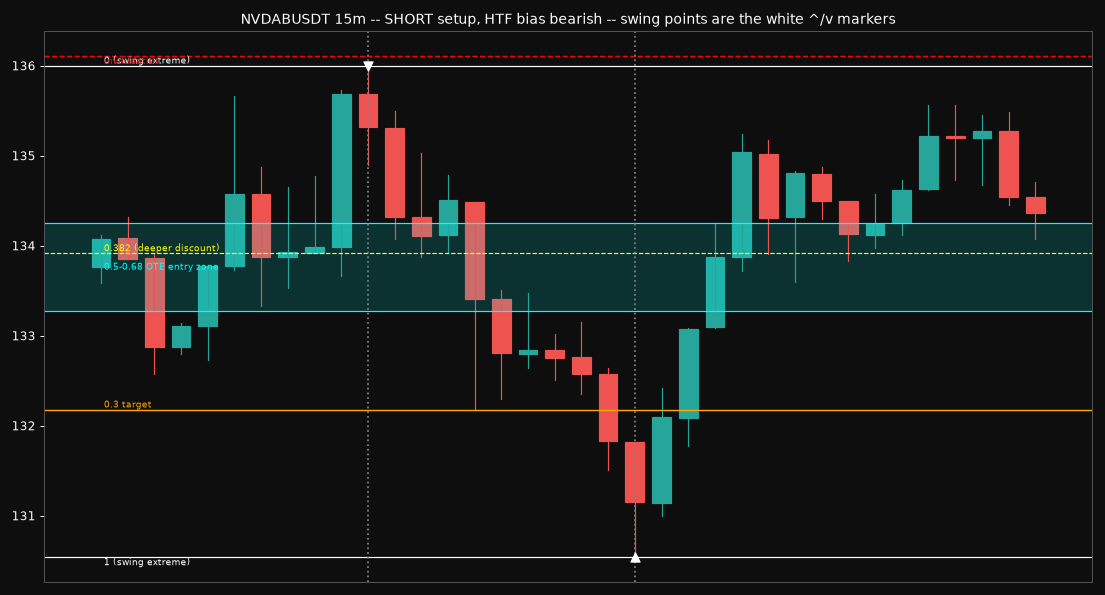 NVDABUSDT 15m -- SHORT setup, HTF bias bearish -- swing points are the white ^/v markers
0 (swing extreme)
136
135
134
133
132
131
0.382 (deeper discount)
0.5-0.68 OTE entry zone
0.3 target
1 (swing extreme)